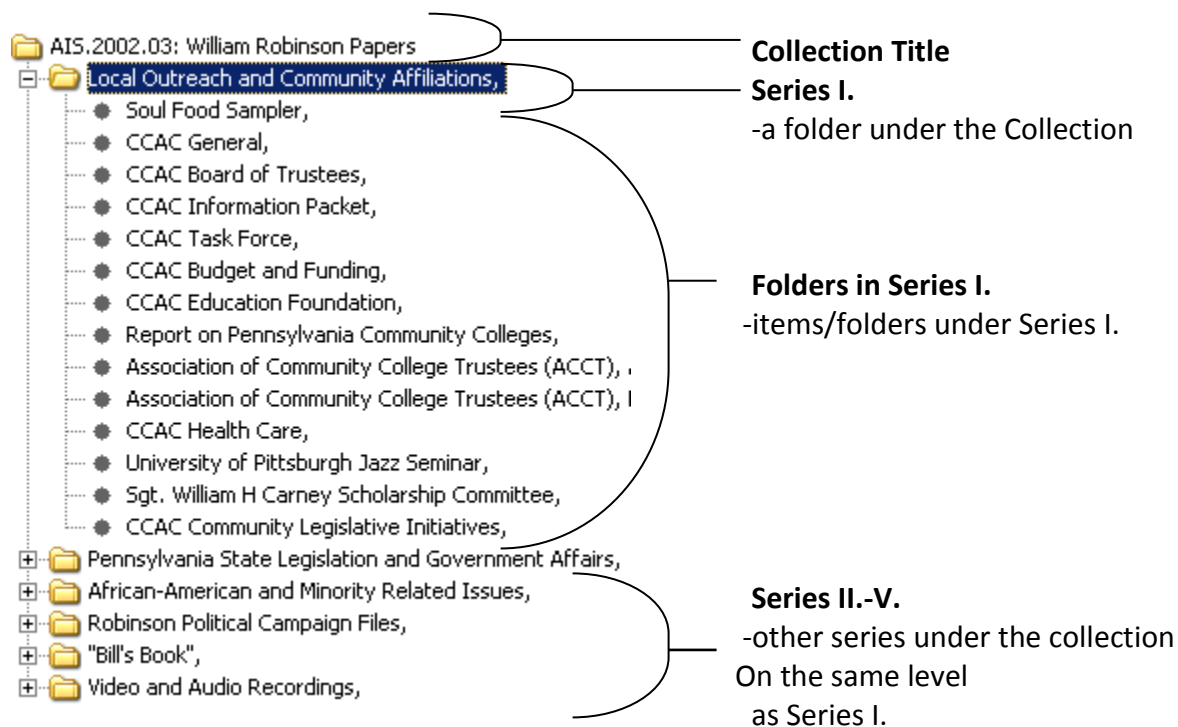 AIS.2002.03: William Robinson Papers
Local Outreach and Community Affiliations,
Soul Food Sampler,
CCAC General,
CCAC Board of Trustees,
CCAC Information Packet,
CCAC Task Force,
CCAC Budget and Funding,
CCAC Education Foundation,
Report on Pennsylvania Community Colleges,
Association of Community College Trustees (ACCT),
Association of Community College Trustees (ACCT),
CCAC Health Care,
University of Pittsburgh Jazz Seminar,
Sgt. William H Carney Scholarship Committee,
CCAC Community Legislative Initiatives,
Pennsylvania State Legislation and Government Affairs,
African-American and Minority Related Issues,
Robinson Political Campaign Files,
"Bill's Book",
Video and Audio Recordings,
Collection Title
Series I.
-a folder under the Collection
Folders in Series I.
-items/folders under Series I.
Series II.-V.
-other series under the collection
On the same level
as Series I.